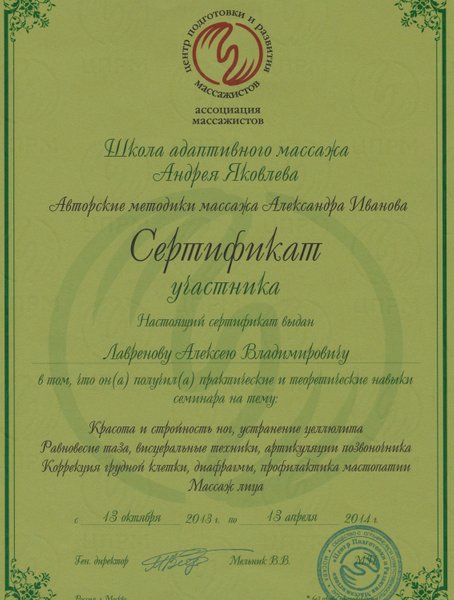 центр подготовки и развития
массажистов
ассоциация
массажистов
Школа адаптивного массажа
Андрея Яковлева
Авторские методики массажа Александра Иванова
Сертификат
участника
Настоящий сертификат выдан
Лавренову Алексею Владимировичу
в том, что он(а) получил(а) практические и теоретические навыки
семинара на тему:
Красота и стройность ног, устранение целлюлита
Равновесие таза, висцеральные техники, артикуляции позвоночника
Коррекция грудной клетки, диафрагмы, профилактика мастопатии
Массаж лица
с 13 октября 2013 г. по 13 апреля 2014 г.
Ген. директор Мельник В.В. М.П.